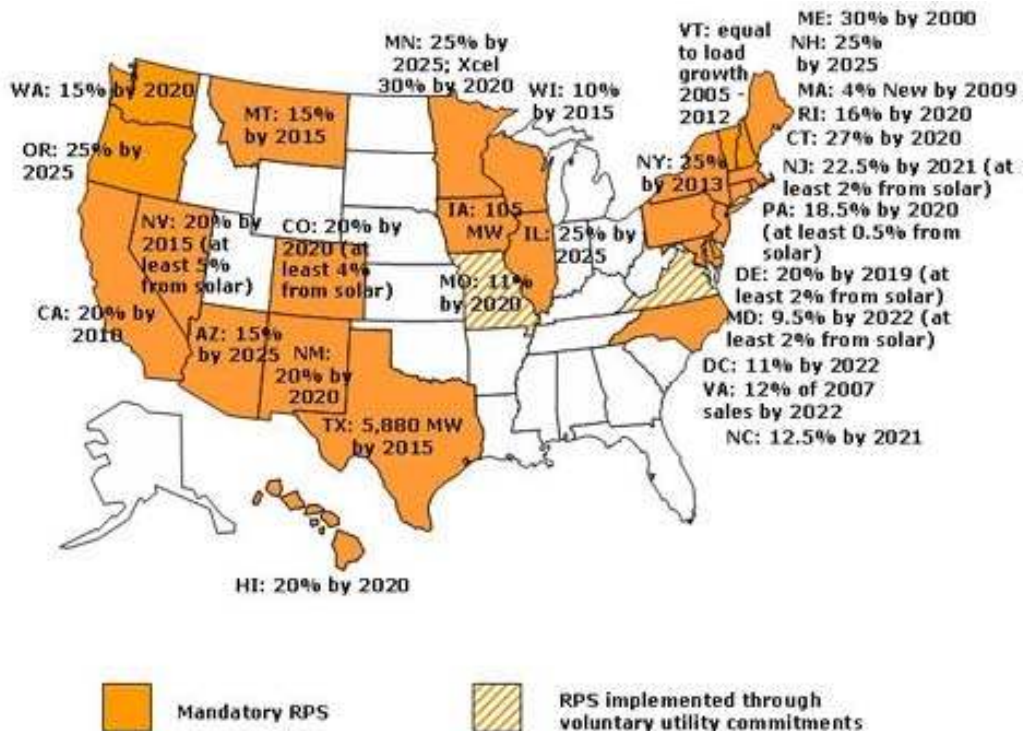 MN: 25% by
2025; Xcel
30% by 2020
VT: equal
to load
growth
2005 -
2012
ME: 30% by 2000
NH: 25%
by 2025
MA: 4% New by 2009
RI: 16% by 2020
CT: 27% by 2020
NJ: 22.5% by 2021 (at
least 2% from solar)
PA: 18.5% by 2020
(at least 0.5% from
solar)
DE: 20% by 2019 (at
least 2% from solar)
MD: 9.5% by 2022 (at
least 2% from solar)
DC: 11% by 2022
VA: 12% of 2007
sales by 2022
NC: 12.5% by 2021
WA: 15% by 2020
MT: 15%
by 2015
WI: 10%
by 2015
OR: 25% by
2025
NY: 25%
by 2013
NV: 20% by
2015 (at
least 5%
from solar)
CO: 20% by
2020 (at
least 4%
from solar)
IA: 105
MW
IL: 25% by
2025
MO: 11%
by 2020
CA: 20% by
2010
AZ: 15%
by 2025
NM:
20% by
2020
TX: 5,880 MW
by 2015
HI: 20% by 2020
Mandatory RPS
RPS implemented through
voluntary utility commitments